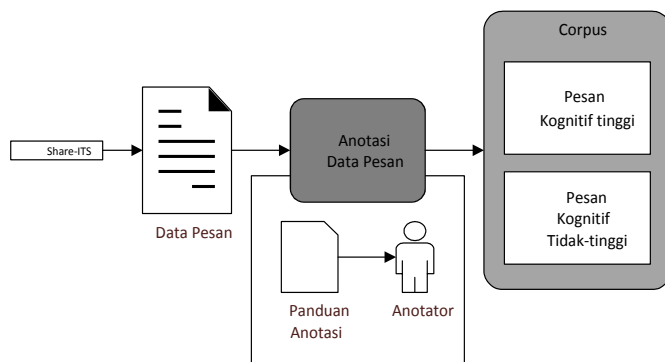 Share-ITS
Data Pesan
Anotasi
Data Pesan
Panduan
Anotasi
Anotator
Corpus
Pesan
Kognitif tinggi
Pesan
Kognitif
Tidak-tinggi